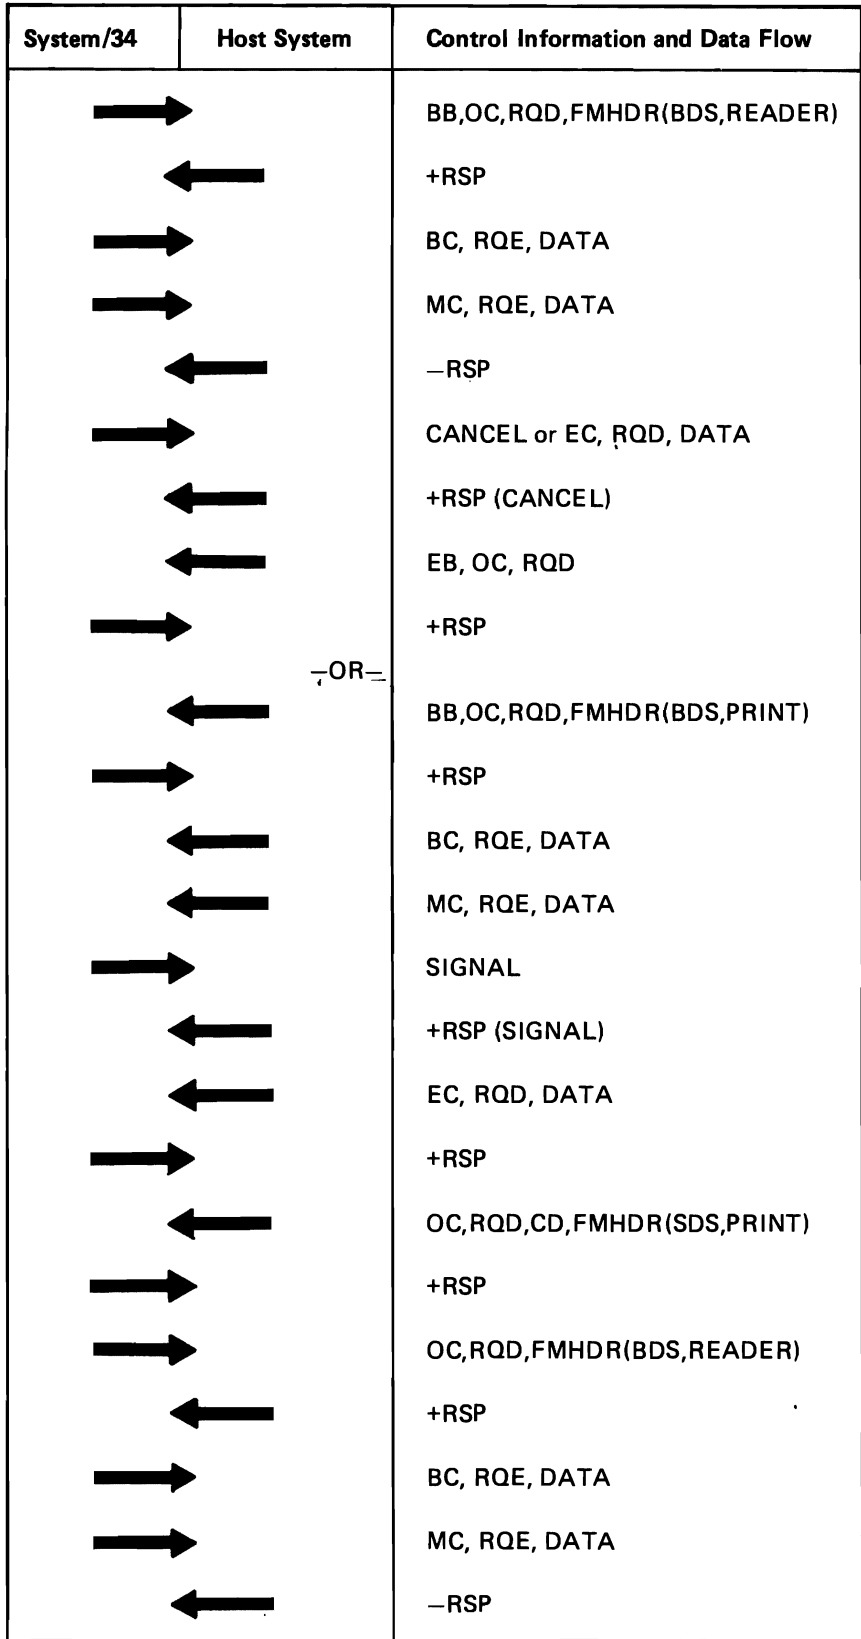 System/34 Host System Control Information and Data Flow
BB,OC,RQD,FMHDR(BDS,READER)
+RSP
BC, RQE, DATA
MC, RQE, DATA
—RSP
CANCEL or EC, RQD, DATA
+RSP (CANCEL)
EB, OC, RQD
+RSP
—OR—
BB,OC,RQD,FMHDR(BDS,PRINT)
+RSP
BC, RQE, DATA
MC, RQE, DATA
SIGNAL
+RSP (SIGNAL)
EC, RQD, DATA
+RSP
OC,RQD,CD,FMHDR(SDS,PRINT)
+RSP
OC,RQD,FMHDR(BDS,READER)
+RSP
BC, RQE, DATA
MC, RQE, DATA
—RSP